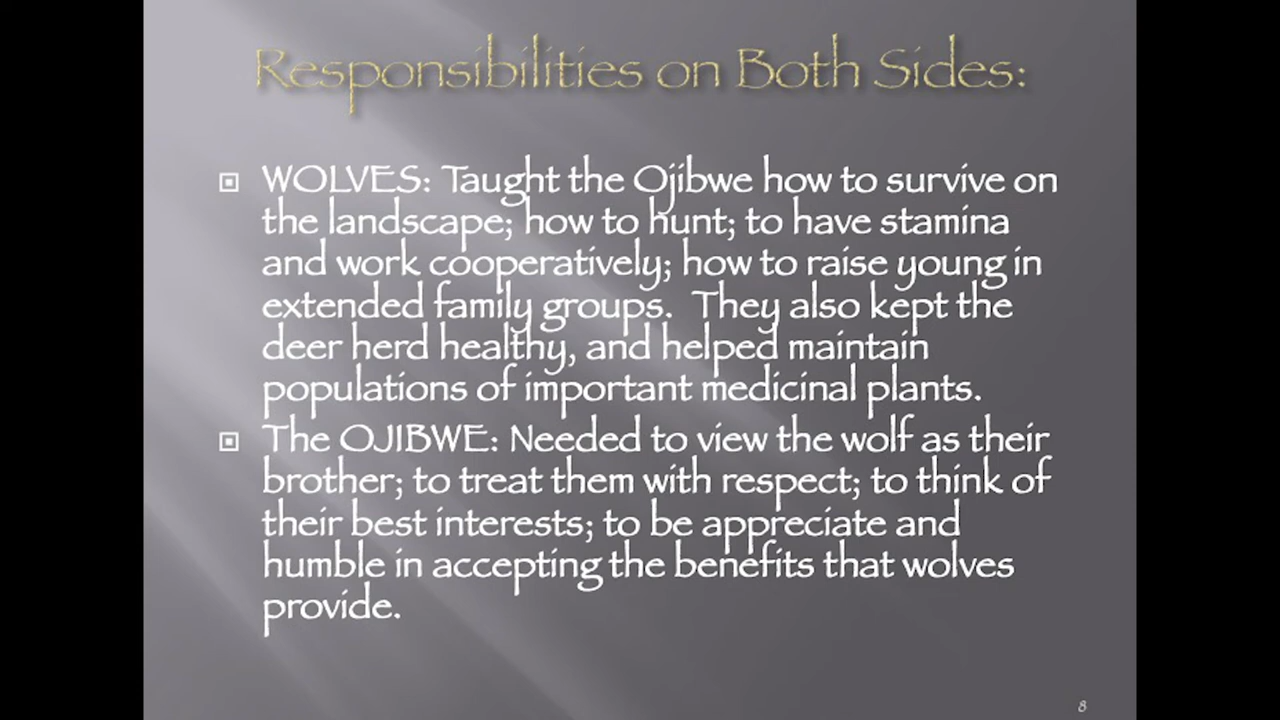 Responsibilities on Both Sides:
WOLVES: Taught the Ojibwe how to survive on
the landscape; how to hunt; to have stamina
and work cooperatively; how to raise young in
extended family groups. They also kept the
deer herd healthy, and helped maintain
populations of important medicinal plants.
The OJIBWE: Needed to view the wolf as their
brother; to treat them with respect; to think of
their best interests; to be appreciate and
humble in accepting the benefits that wolves
provide.
8